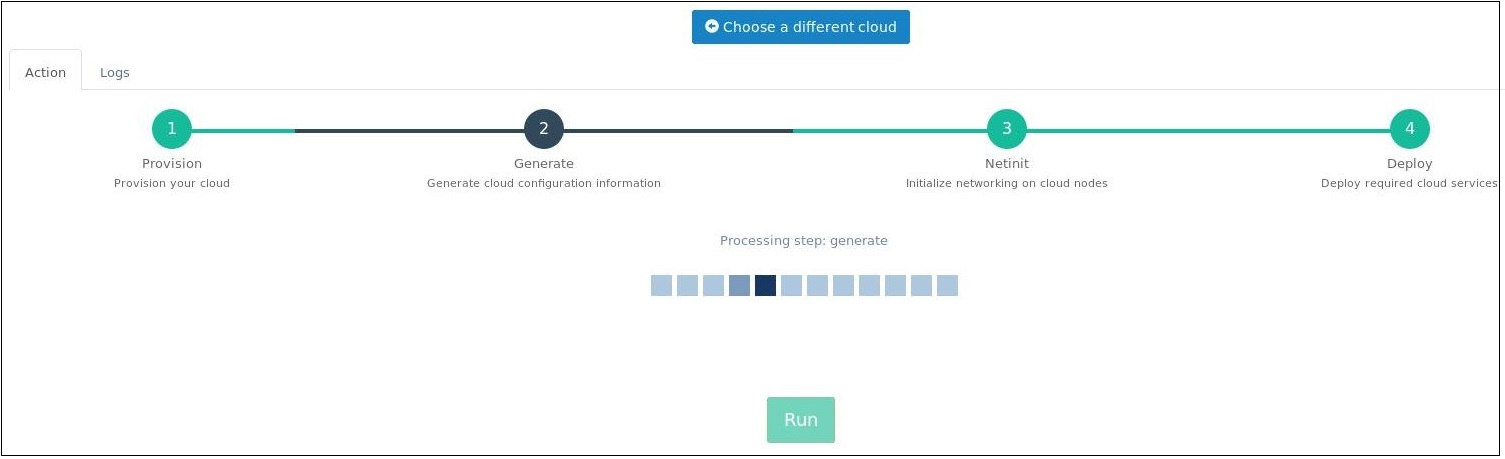 Choose a different cloud
Action Logs
1 2 3 4
Provision Generate Netinit Deploy
Provision your cloud Generate cloud configuration information Initialize networking on cloud nodes Deploy required cloud services
Processing step: generate
Run